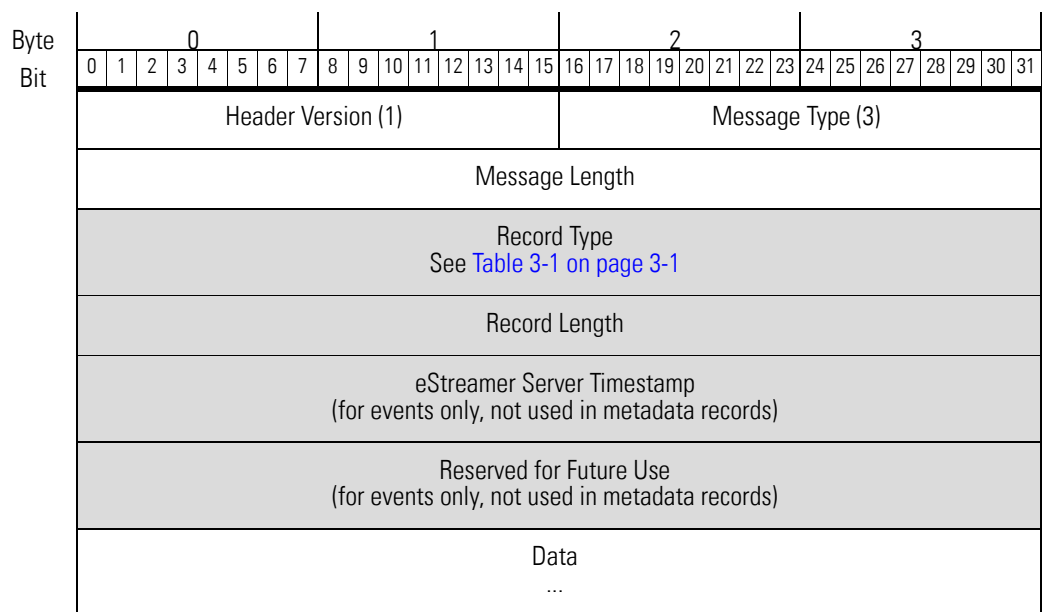 Byte 0 1 2 3
Bit 0 1 2 3 4 5 6 7 8 9 10 11 12 13 14 15 16 17 18 19 20 21 22 23 24 25 26 27 28 29 30 31
Header Version (1) Message Type (3)
Message Length
Record Type
See Table 3-1 on page 3-1
Record Length
eStreamer Server Timestamp
(for events only, not used in metadata records)
Reserved for Future Use
(for events only, not used in metadata records)
Data
...